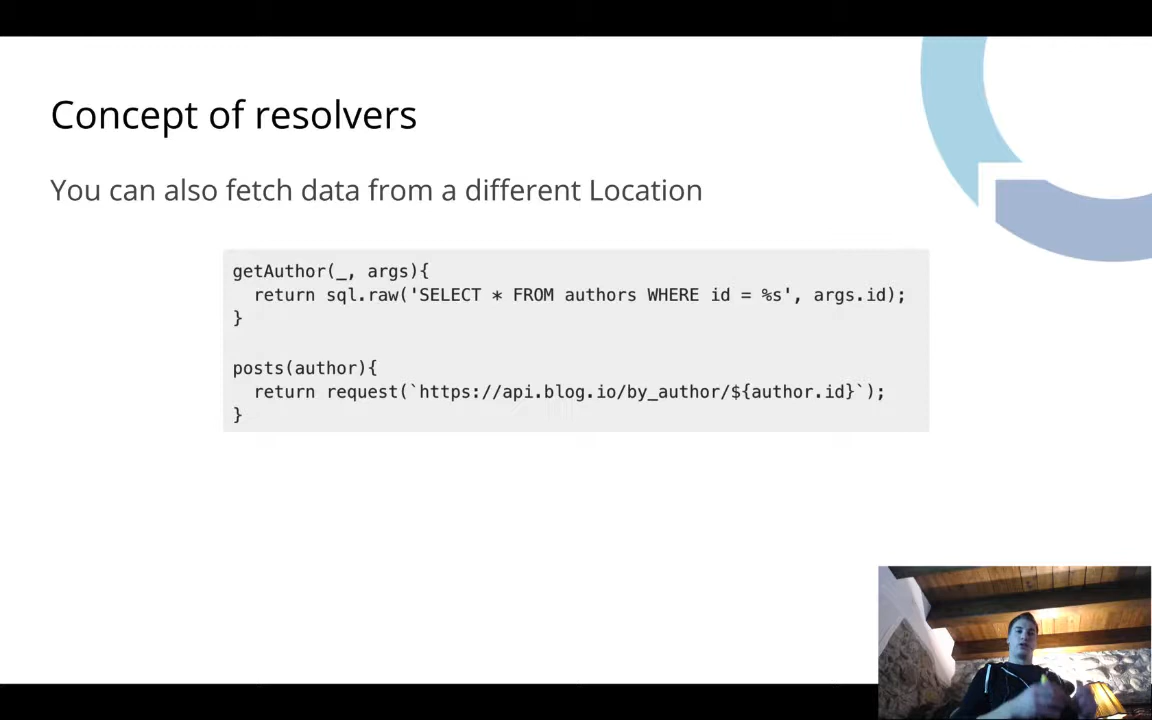 Concept of resolvers
You can also fetch data from a different Location
getAuthor(_, args){
  return sql.raw('SELECT * FROM authors WHERE id = %s', args.id);
}
posts(author){
  return request(`https://api.blog.io/by_author/${author.id}`);
}